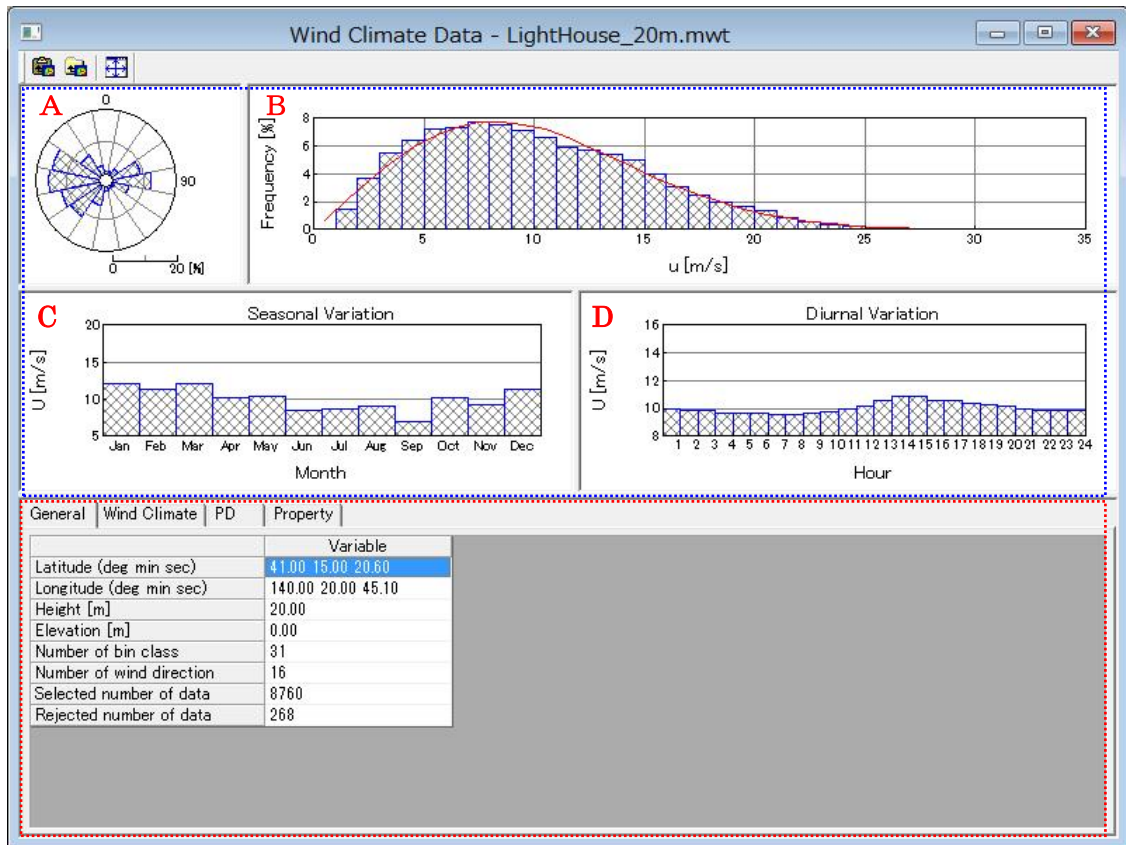 Wind Climate Data - LightHouse_20m.mwt
A
0
90
0 20 [%]
B
Frequency [%]
8
6
4
2
0
0 5 10 15 20 25 30 35
u [m/s]
C
Seasonal Variation
U [m/s]
20
15
10
5
Jan Feb Mar Apr May Jun Jul Aug Sep Oct Nov Dec
Month
D
Diurnal Variation
U [m/s]
16
14
12
10
8
1 2 3 4 5 6 7 8 9 10 11 12 13 14 15 16 17 18 19 20 21 22 23 24
Hour
General Wind Climate PD Property
Variable
Latitude (deg min sec) 41.00 15.00 20.60
Longitude (deg min sec) 140.00 20.00 45.10
Height [m] 20.00
Elevation [m] 0.00
Number of bin class 31
Number of wind direction 16
Selected number of data 8760
Rejected number of data 268